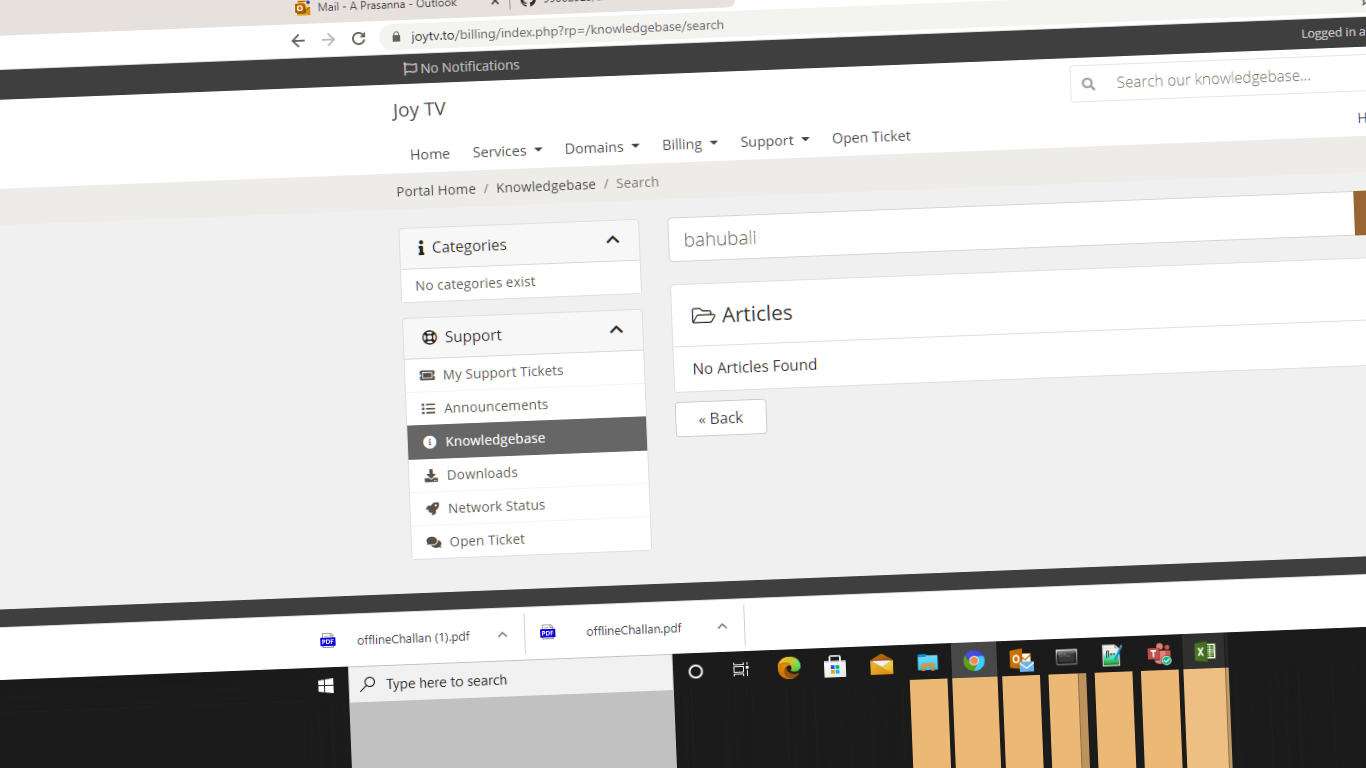 Mail - A Prasanna - Outlook
joytv.to/billing/index.php?rp=/knowledgebase/search
No Notifications
Logged in a
Joy TV
Search our knowledgebase...
Home Services Domains Billing Support Open Ticket
Portal Home / Knowledgebase / Search
Categories
No categories exist
bahubali
Articles
No Articles Found
« Back
Support
My Support Tickets
Announcements
Knowledgebase
Downloads
Network Status
Open Ticket
offlineChallan (1).pdf
offlineChallan.pdf
Type here to search